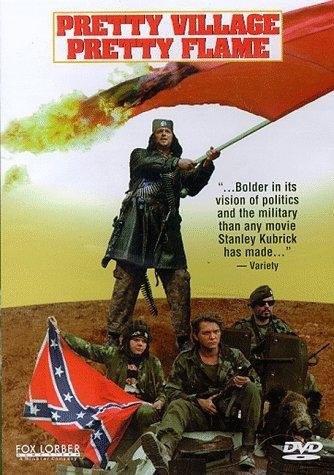 PRETTY VILLAGE
PRETTY FLAME
"...Bolder in its
vision of politics
and the military
than any movie
Stanley Kubrick
has made..."
— Variety
FOX LORBER
DVD